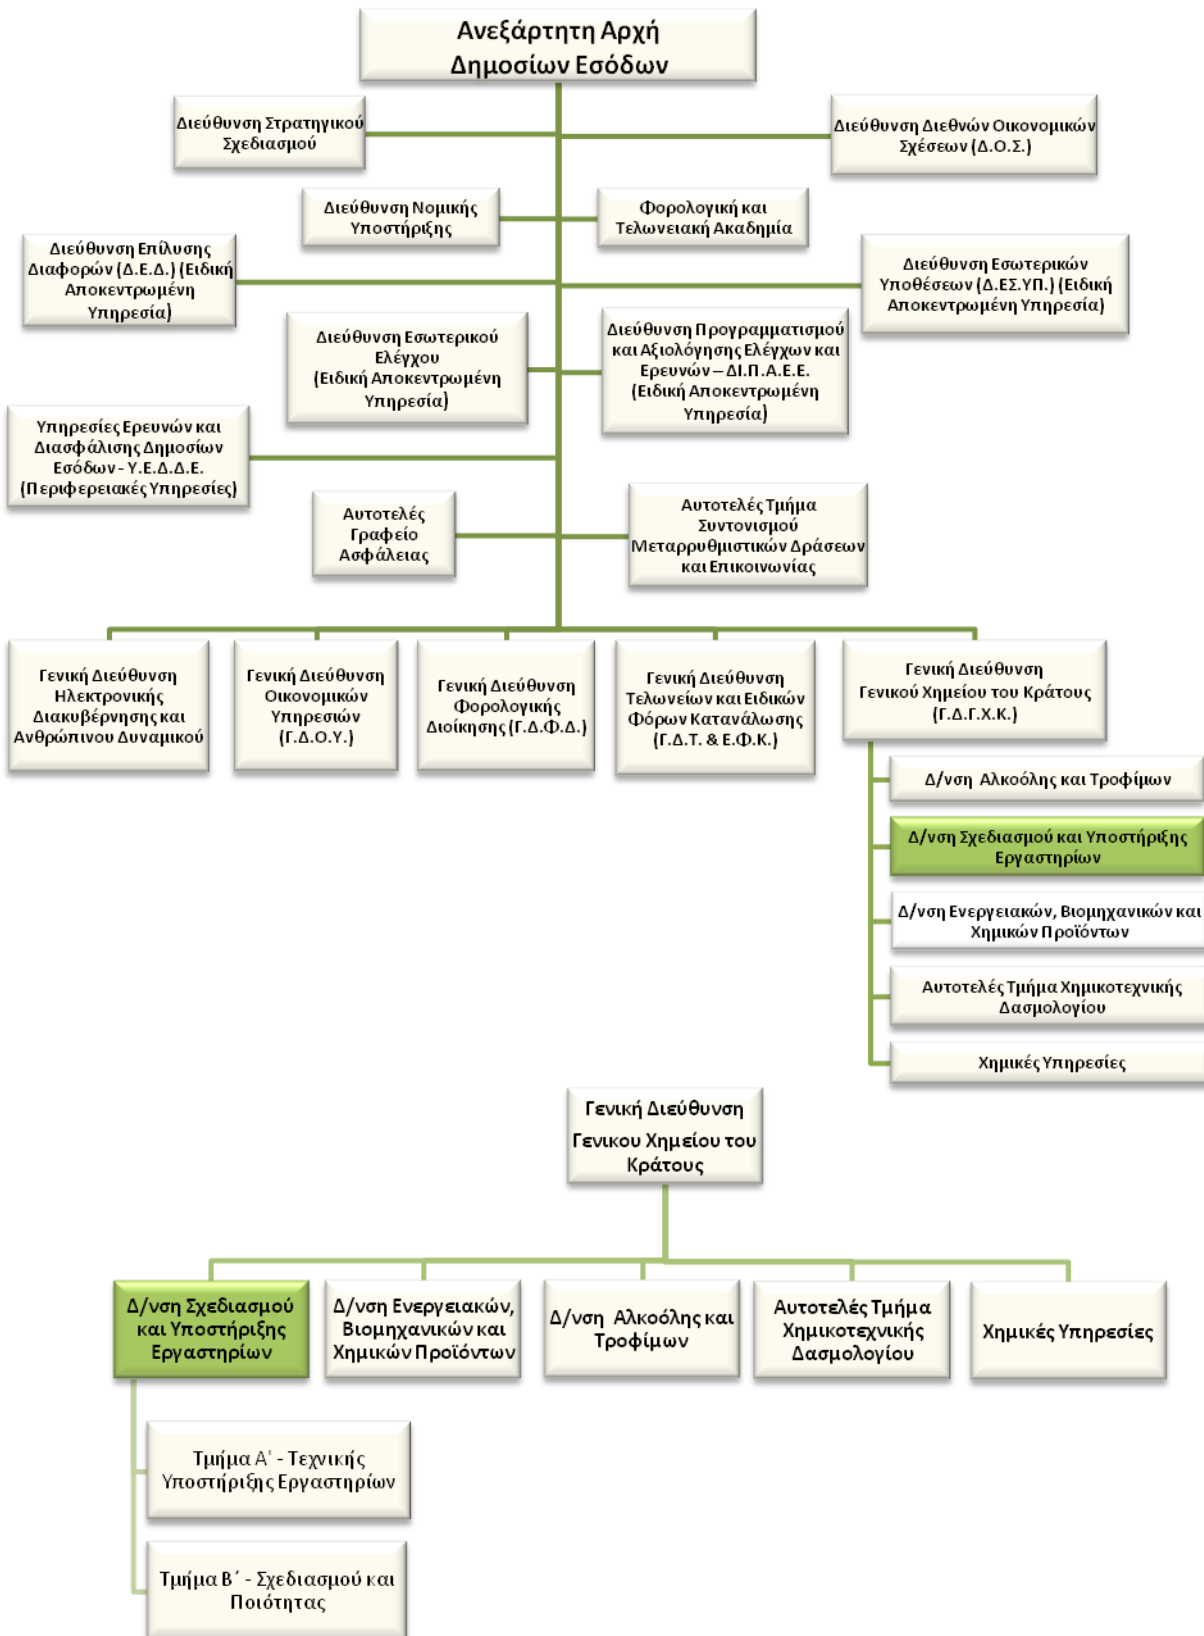 Ανεξάρτητη Αρχή
Δημοσίων Εσόδων
Διεύθυνση Στρατηγικού
Σχεδιασμού
Διεύθυνση Διεθνών Οικονομικών
Σχέσεων (Δ.Ο.Σ.)
Διεύθυνση Νομικής
Υποστήριξης
Φορολογική και
Τελωνειακή Ακαδημία
Διεύθυνση Επίλυσης
Διαφορών (Δ.Ε.Δ.) (Ειδική
Αποκεντρωμένη
Υπηρεσία)
Διεύθυνση Εσωτερικών
Υποθέσεων (Δ.ΕΣ.ΥΠ.) (Ειδική
Αποκεντρωμένη Υπηρεσία)
Διεύθυνση Εσωτερικού
Ελέγχου
(Ειδική Αποκεντρωμένη
Υπηρεσία)
Διεύθυνση Προγραμματισμού
και Αξιολόγησης Ελέγχων και
Ερευνών – ΔΙ.Π.Α.Ε.Ε.
(Ειδική Αποκεντρωμένη
Υπηρεσία)
Υπηρεσίες Ερευνών και
Διασφάλισης Δημοσίων
Εσόδων - Υ.Ε.Δ.Δ.Ε.
(Περιφερειακές Υπηρεσίες)
Αυτοτελές
Γραφείο
Ασφάλειας
Αυτοτελές Τμήμα
Συντονισμού
Μεταρρυθμιστικών Δράσεων
και Επικοινωνίας
Γενική Διεύθυνση
Ηλεκτρονικής
Διακυβέρνησης και
Ανθρώπινου Δυναμικού
Γενική Διεύθυνση
Οικονομικών
Υπηρεσιών
(Γ.Δ.Ο.Υ.)
Γενική Διεύθυνση
Φορολογικής
Διοίκησης (Γ.Δ.Φ.Δ.)
Γενική Διεύθυνση
Τελωνείων και Ειδικών
Φόρων Κατανάλωσης
(Γ.Δ.Τ. & Ε.Φ.Κ.)
Γενική Διεύθυνση
Γενικού Χημείου του Κράτους
(Γ.Δ.Γ.Χ.Κ.)
Δ/νση Αλκοόλης και Τροφίμων
Δ/νση Σχεδιασμού και Υποστήριξης
Εργαστηρίων
Δ/νση Ενεργειακών, Βιομηχανικών και
Χημικών Προϊόντων
Αυτοτελές Τμήμα Χημικοτεχνικής
Δασμολογίου
Χημικές Υπηρεσίες
Γενική Διεύθυνση
Γενικου Χημείου του
Κράτους
Δ/νση Σχεδιασμού
και Υποστήριξης
Εργαστηρίων
Δ/νση Ενεργειακών,
Βιομηχανικών και
Χημικών Προϊόντων
Δ/νση Αλκοόλης και
Τροφίμων
Αυτοτελές Τμήμα
Χημικοτεχνικής
Δασμολογίου
Χημικές Υπηρεσίες
Τμήμα Α' - Τεχνικής
Υποστήριξης Εργαστηρίων
Τμήμα Β΄ - Σχεδιασμού και
Ποιότητας